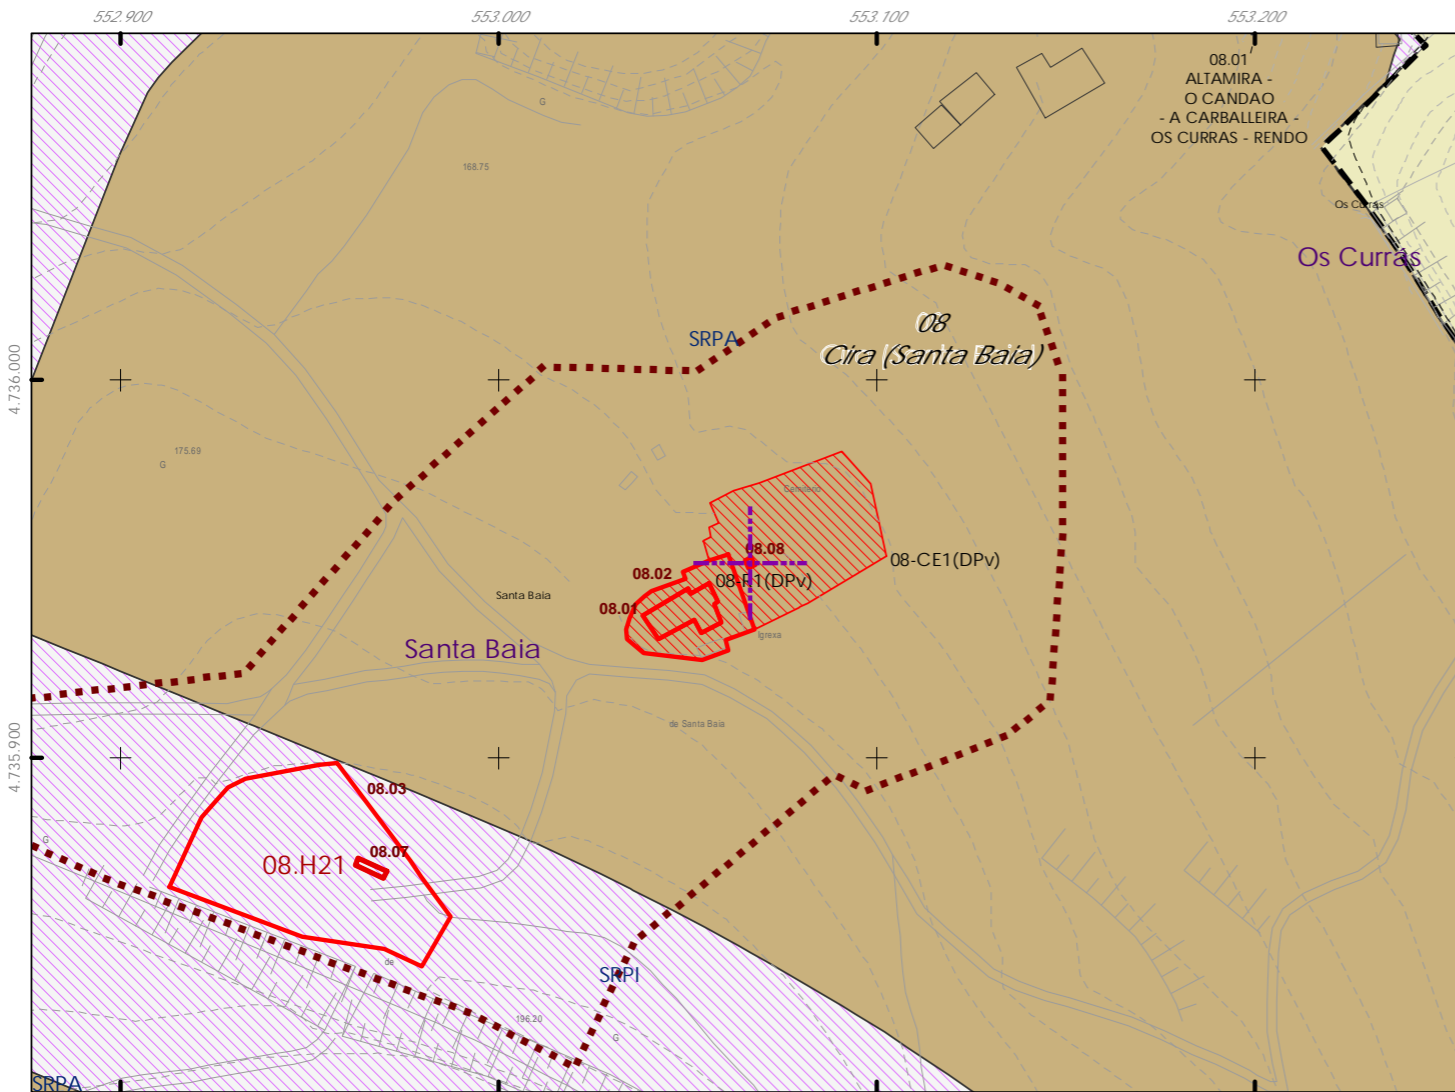 552.900
553.000
553.100
553.200
08.01
ALTAMIRA -
O CANDAO
- A CARBALLEIRA -
OS CURRAS - RENDO
G
168.75
Os Currás
Os Currás
SRPA
08
Cira (Santa Baia)
4.736.000
175.69
G
Cemiterio
08.08
08-CE1(DPv)
08.02
08-R1(DPv)
Santa Baia
08.01
Igrexa
Santa Baia
de Santa Baia
4.735.900
08.03
G
08.07
08.H21
de
SRPI
196.20
G
SRPA